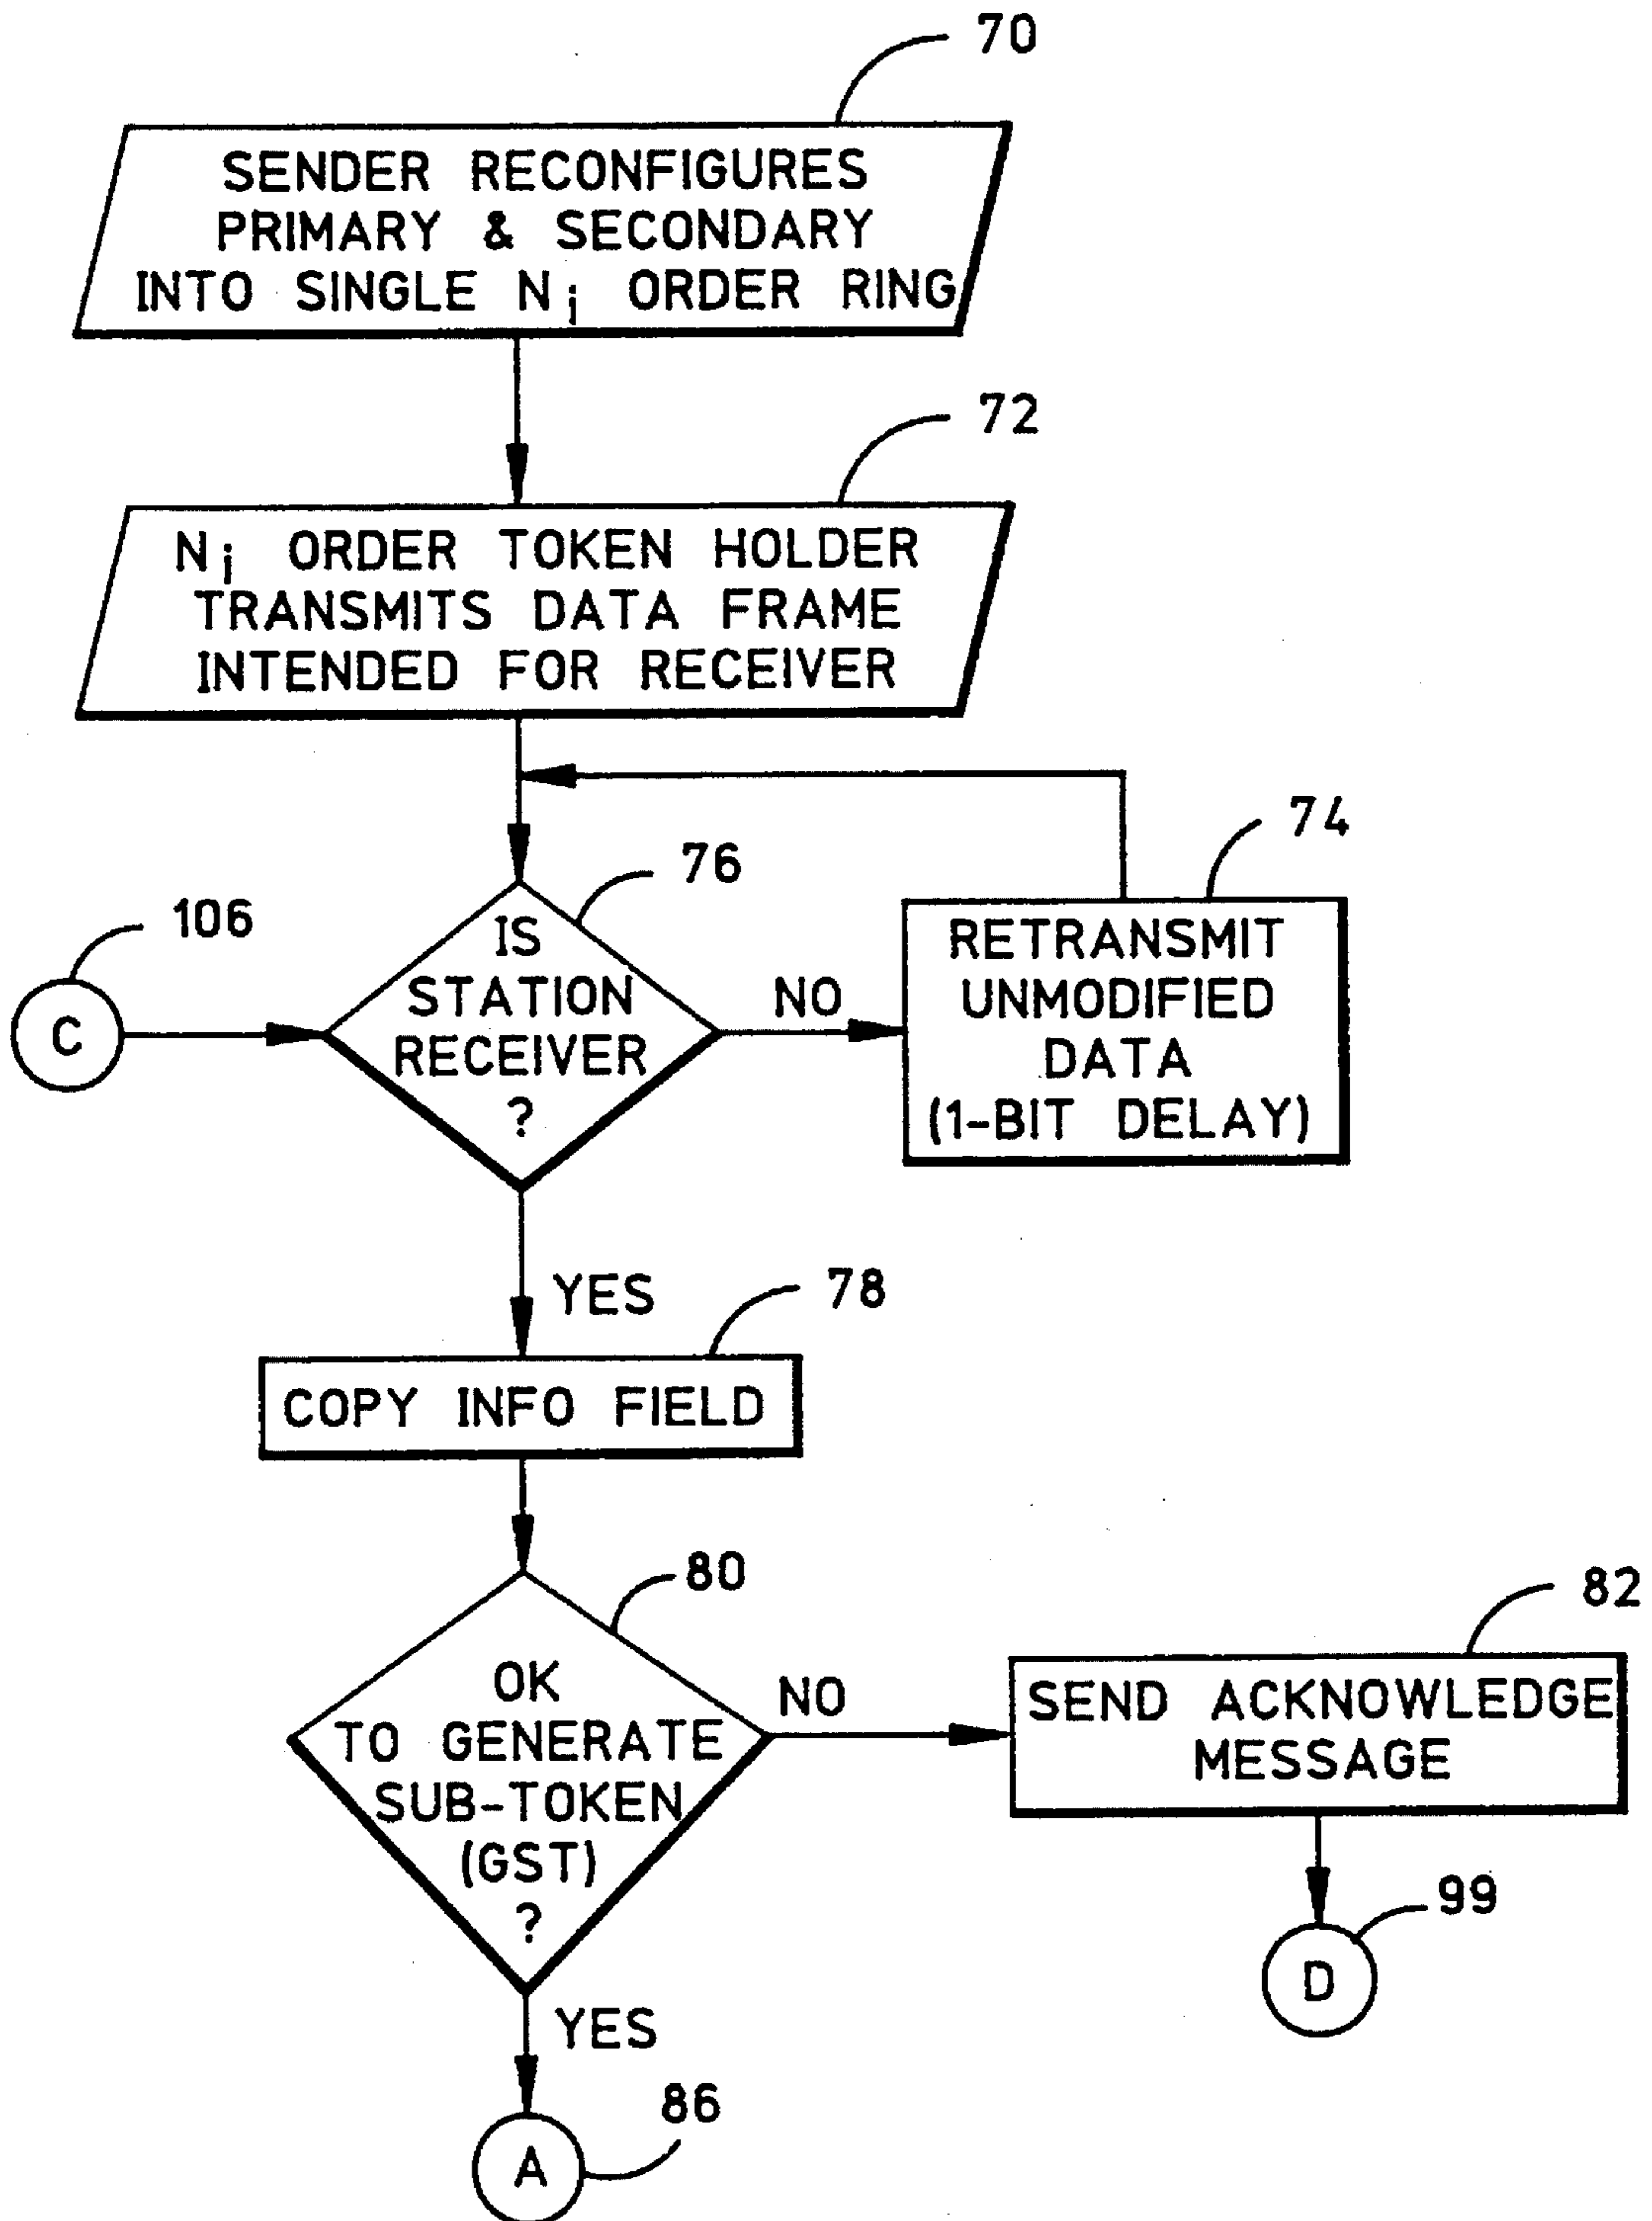 70
SENDER RECONFIGURES
PRIMARY & SECONDARY
INTO SINGLE Nj ORDER RING
72
Nj ORDER TOKEN HOLDER
TRANSMITS DATA FRAME
INTENDED FOR RECEIVER
74
76
106
IS
STATION
RECEIVER
?
C
NO
RETRANSMIT
UNMODIFIED
DATA
(1-BIT DELAY)
YES
78
COPY INFO FIELD
80
82
OK
TO GENERATE
SUB-TOKEN
(GST)
?
NO
SEND ACKNOWLEDGE
MESSAGE
99
D
YES
86
A